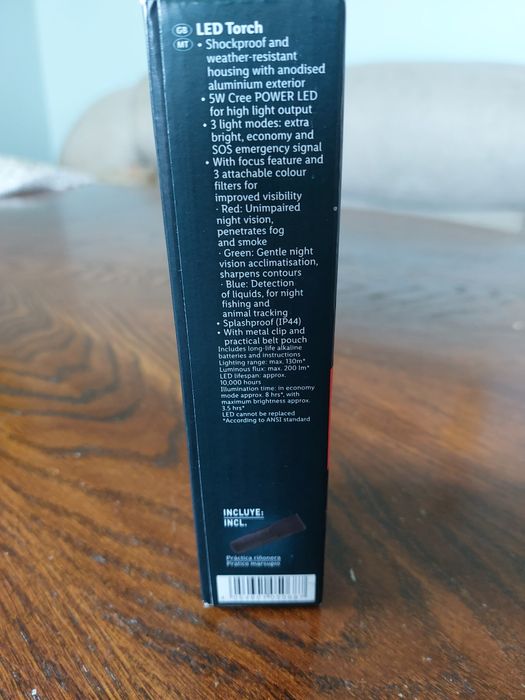 GB LED Torch
MT • Shockproof and
weather-resistant
housing with anodised
aluminium exterior
• 5W Cree POWER LED
for high light output
• 3 light modes: extra
bright, economy and
SOS emergency signal
• With focus feature and
3 attachable colour
filters for
improved visibility
· Red: Unimpaired
night vision,
penetrates fog
and smoke
· Green: Gentle night
vision acclimatisation,
sharpens contours
· Blue: Detection
of liquids, for night
fishing and
animal tracking
• Splashproof (IP44)
• With metal clip and
practical belt pouch
Includes long-life alkaline
batteries and instructions
Lighting range: max. 130m*
Luminous flux: max. 200 lm*
LED lifespan: approx.
10,000 hours
Illumination time: in economy
mode approx. 8 hrs*, with
maximum brightness approx.
3.5 hrs*
LED cannot be replaced
*According to ANSI standard
INCLUYE:
INCL.
Práctica riñonera
Pratico marsupio